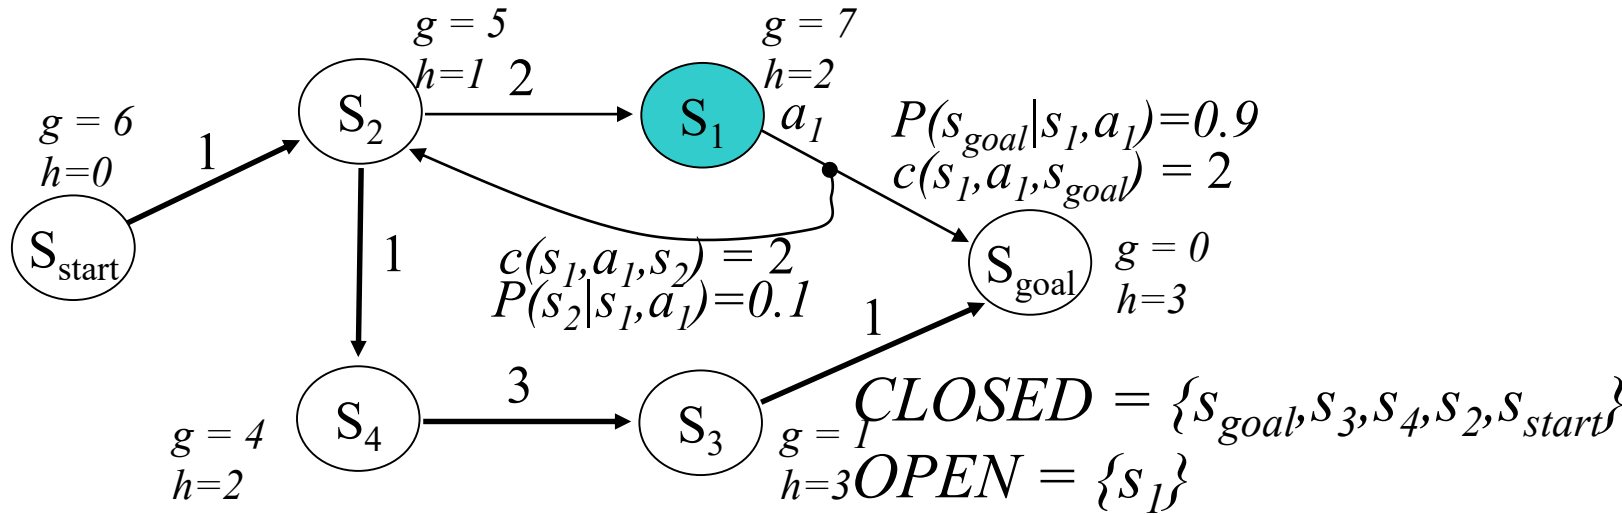 g = 5
h=1
g = 7
h=2
g = 6
h=0
1
S2
2
S1
a1
P(sgoal|s1,a1)=0.9
c(s1,a1,sgoal) = 2
Sstart
1
c(s1,a1,s2) = 2
P(s2|s1,a1)=0.1
Sgoal
g = 0
h=3
1
S4
3
S3
g = 4
h=2
g = 1
h=3
CLOSED = {sgoal,s3,s4,s2,sstart}
OPEN = {s1}